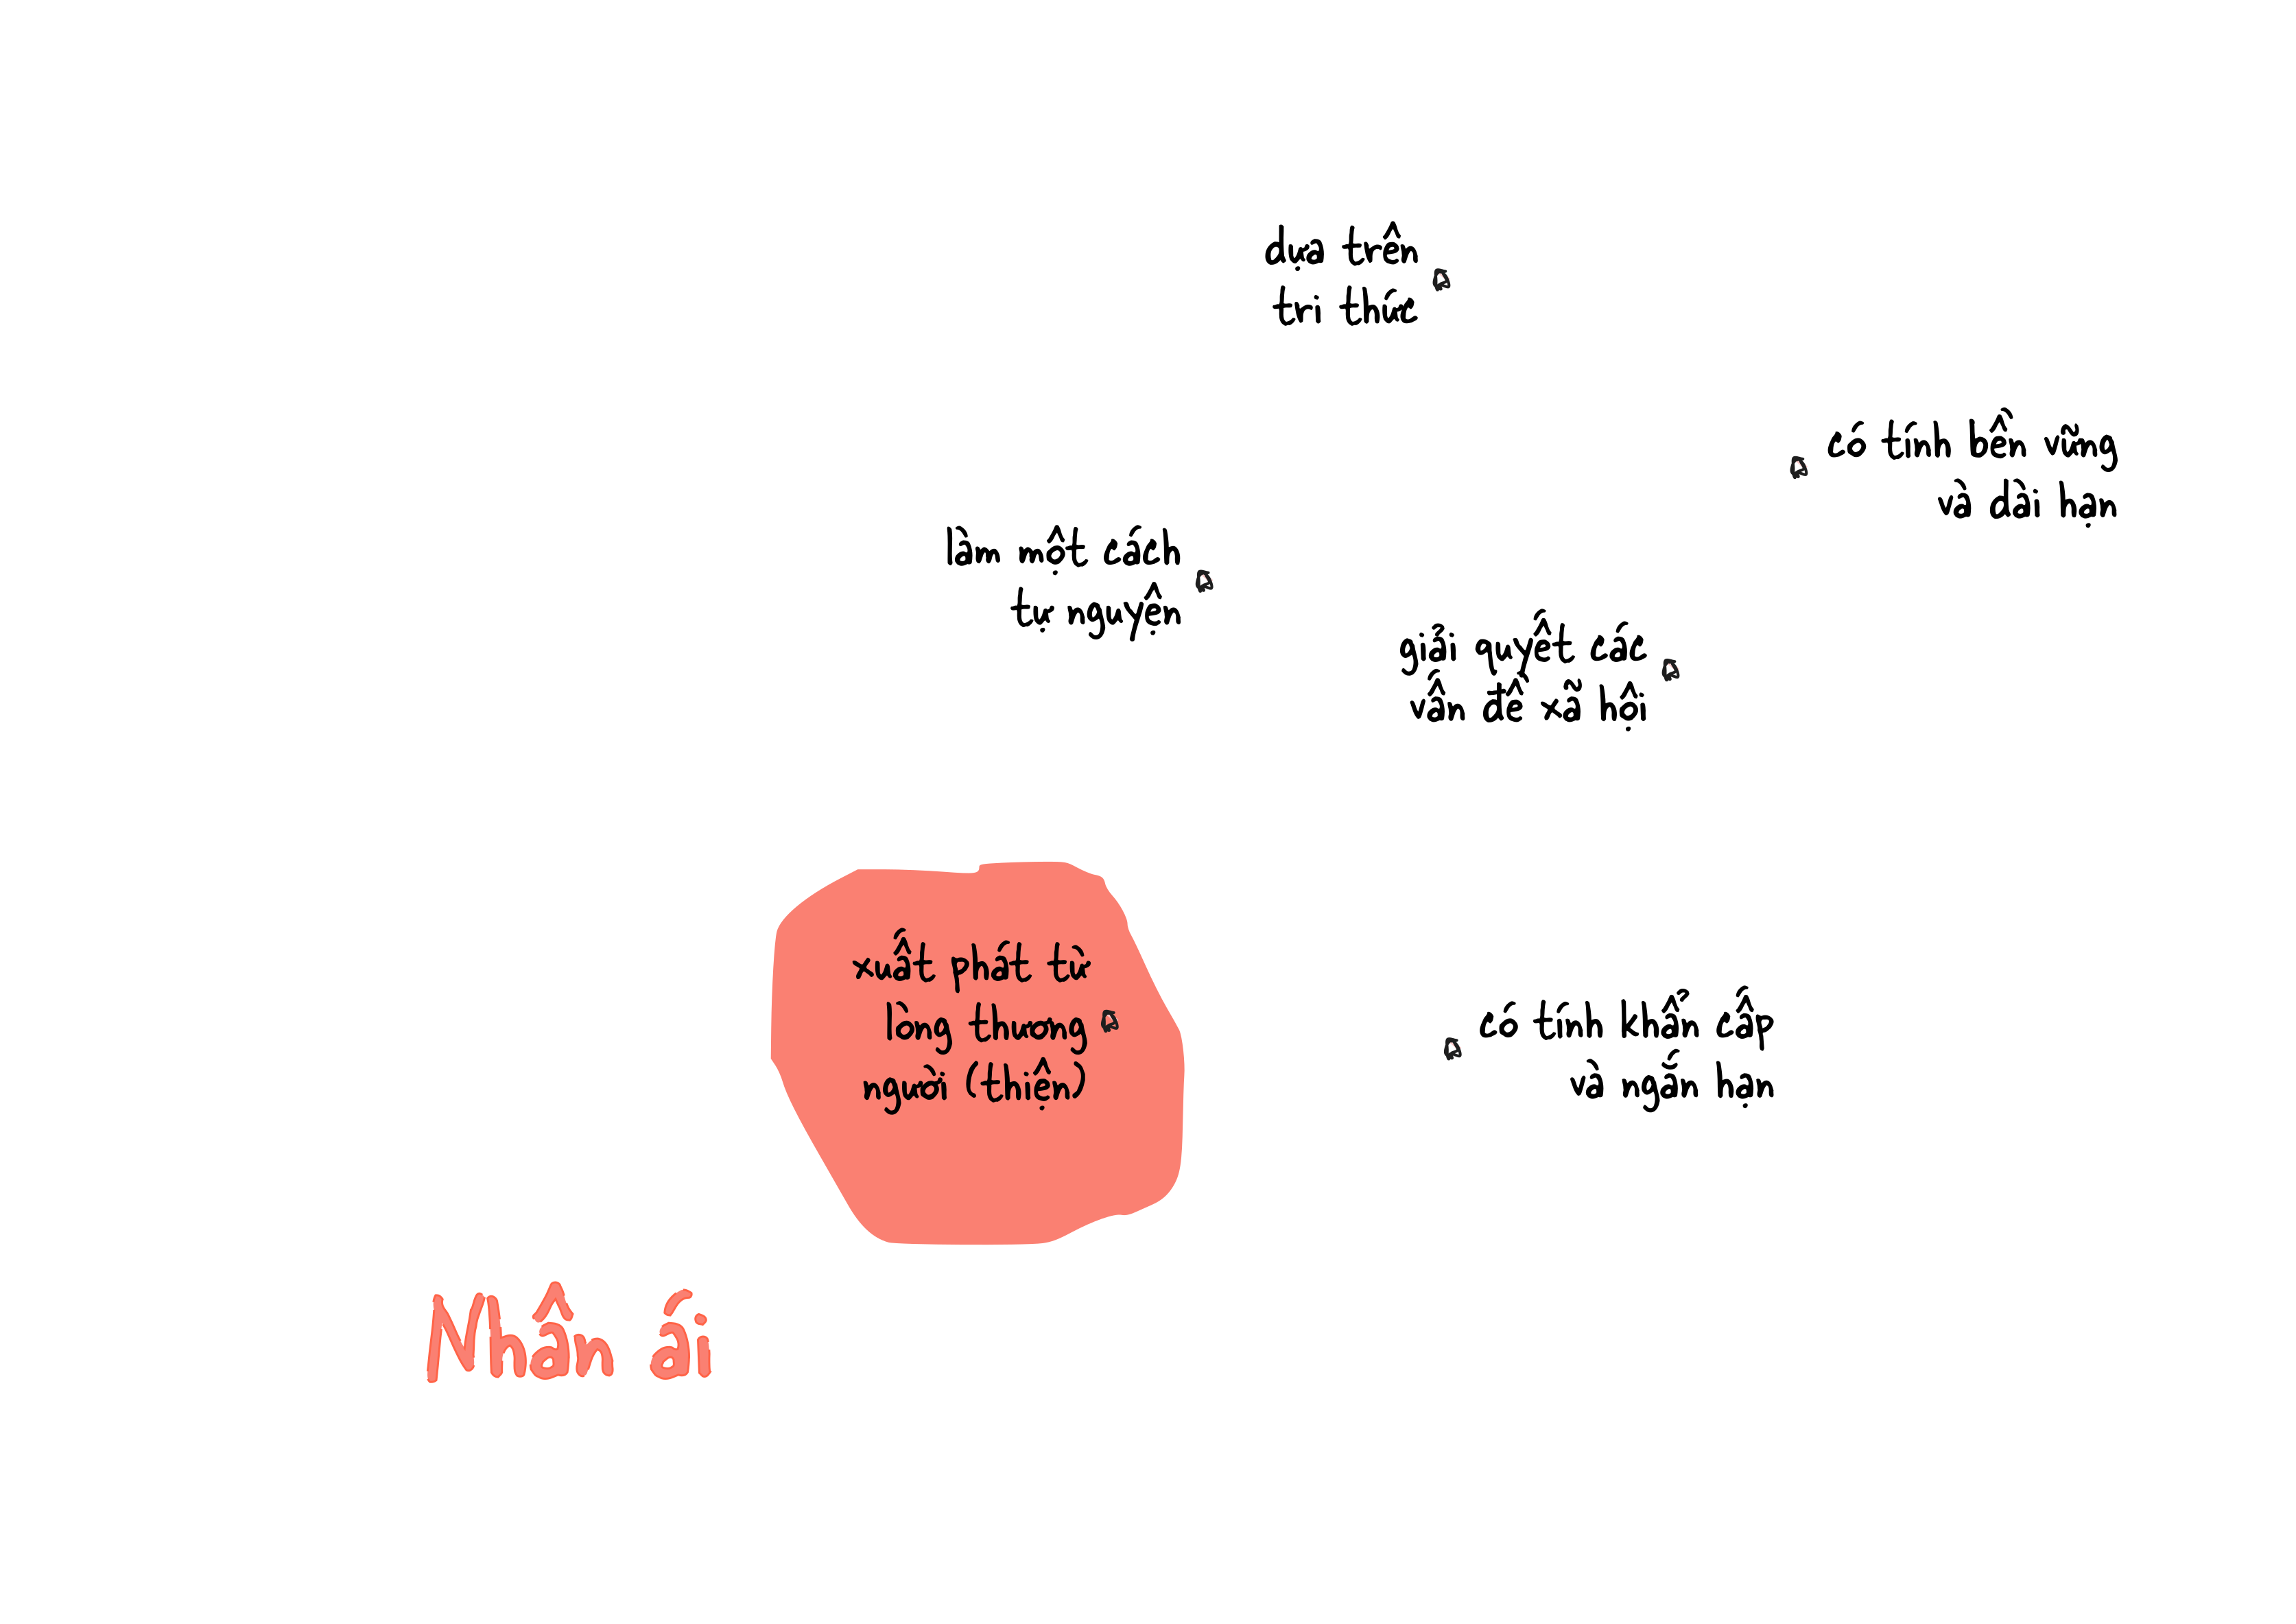 dựa trên
tri thức
có tính bền vững
và dài hạn
làm một cách
tự nguyện
giải quyết các
vấn đề xã hội
xuất phát từ
lòng thương
người (thiện)
có tính khẩn cấp
và ngắn hạn
Nhân ái